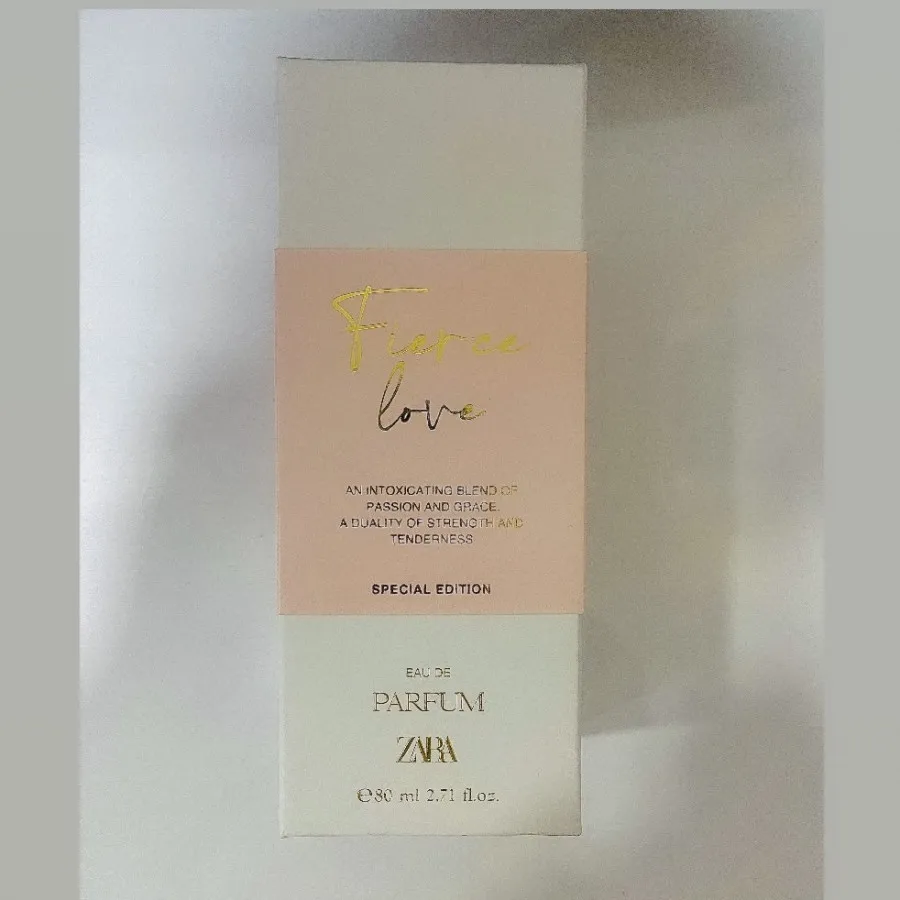 Fierce
love
AN INTOXICATING BLEND OF
PASSION AND GRACE.
A DUALITY OF STRENGTH AND
TENDERNESS
SPECIAL EDITION
EAU DE
PARFUM
ZARA
℮80 ml 2.71 fl.oz.